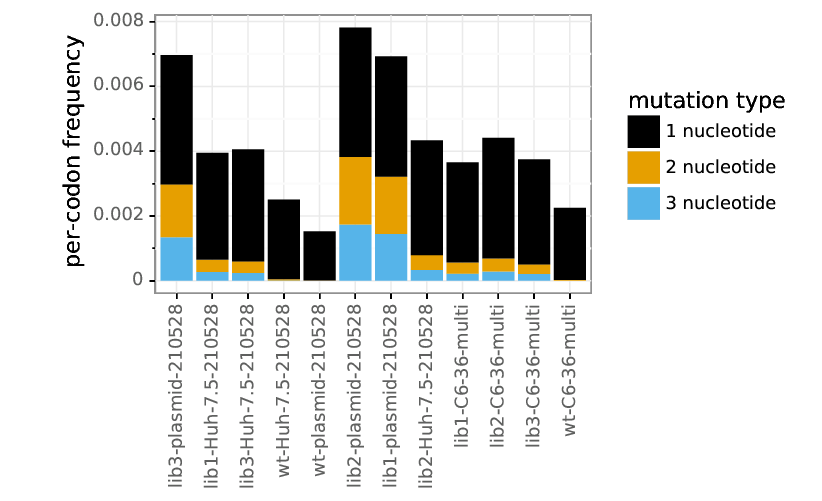 per-codon frequency
0.008
0.006
0.004
0.002
0
lib3-plasmid-210528
lib1-Huh-7.5-210528
lib3-Huh-7.5-210528
wt-Huh-7.5-210528
wt-plasmid-210528
lib2-plasmid-210528
lib1-plasmid-210528
lib2-Huh-7.5-210528
lib1-C6-36-multi
lib2-C6-36-multi
lib3-C6-36-multi
wt-C6-36-multi
mutation type
1 nucleotide
2 nucleotide
3 nucleotide